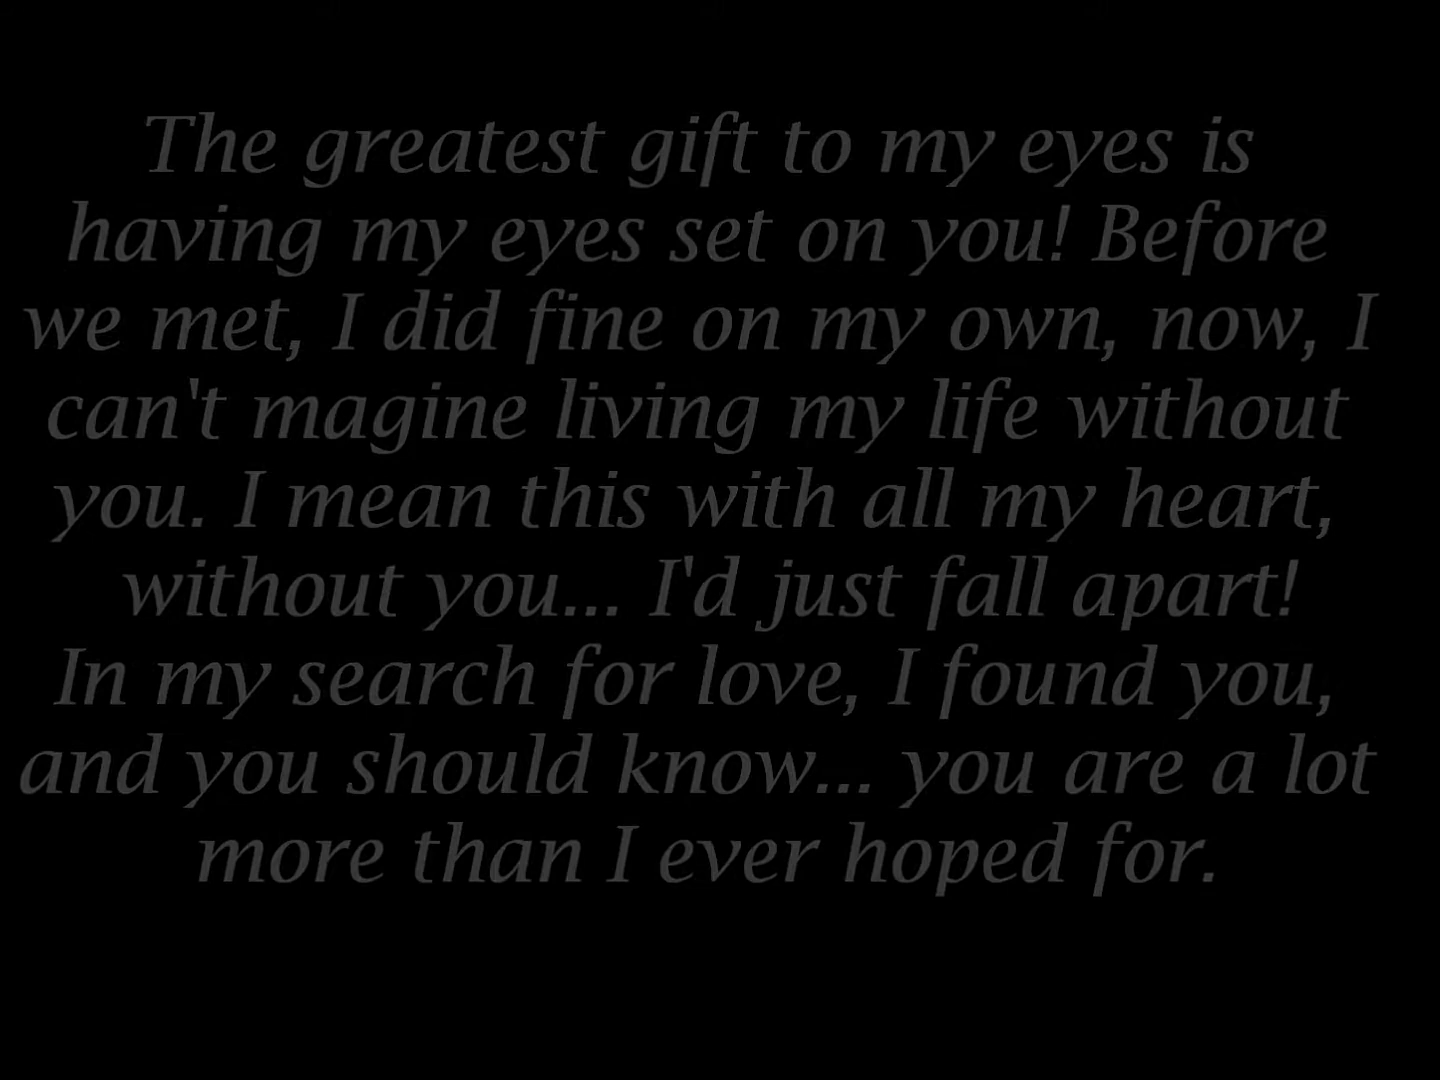 The greatest gift to my eyes is
having my eyes set on you! Before
we met, I did fine on my own, now, I
can't magine living my life without
you. I mean this with all my heart,
without you... I'd just fall apart!
In my search for love, I found you,
and you should know... you are a lot
more than I ever hoped for.